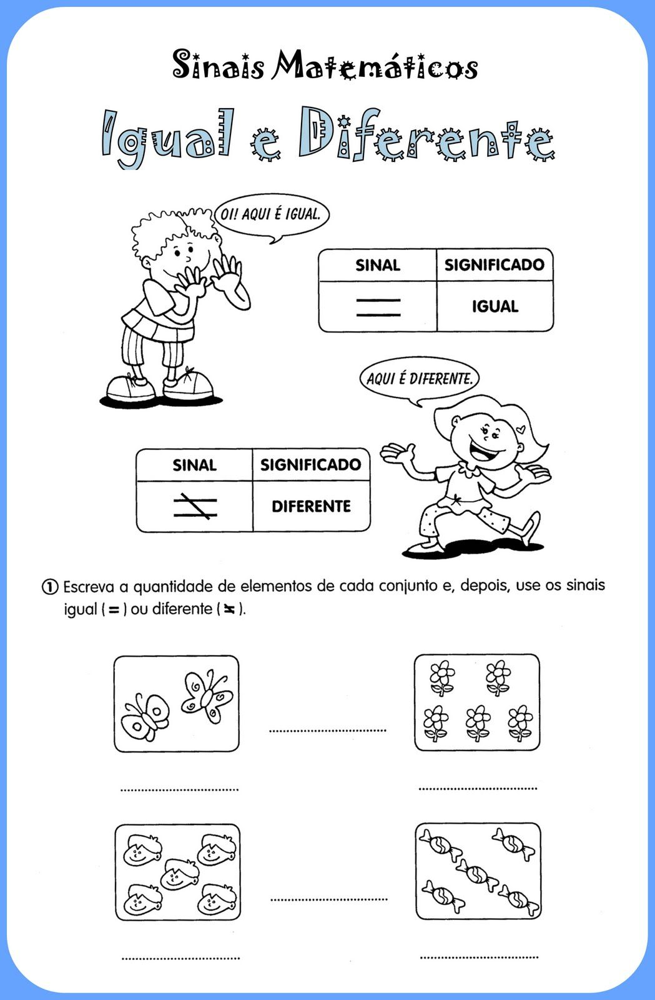 Sinais Matemáticos
Igual e Diferente
OI! AQUI É IGUAL.
SINAL SIGNIFICADO
= IGUAL
AQUI É DIFERENTE.
SINAL SIGNIFICADO
≠ DIFERENTE
① Escreva a quantidade de elementos de cada conjunto e, depois, use os sinais
igual ( = ) ou diferente ( ≠ ).